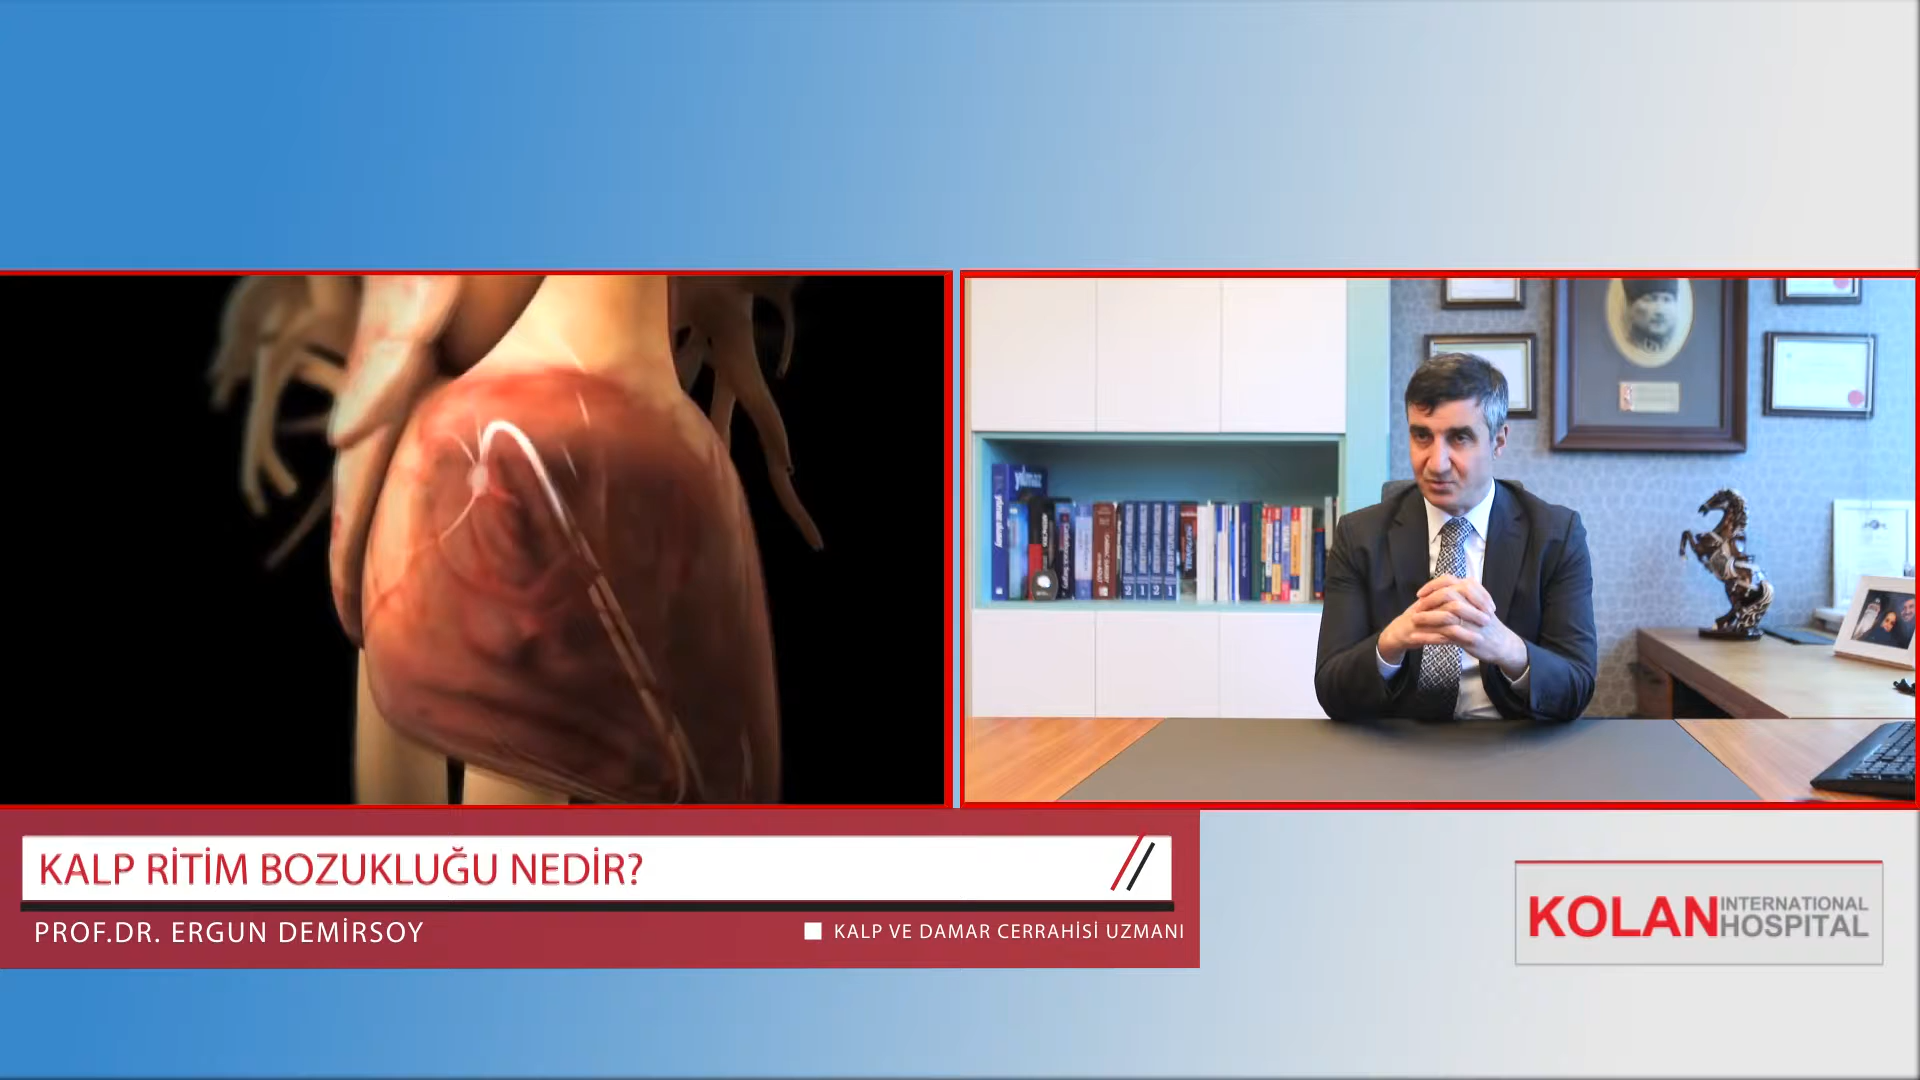 KALP RİTİM BOZUKLUĞU NEDİR?
PROF.DR. ERGUN DEMİRSOY
KALP VE DAMAR CERRAHİSİ UZMANI
KOLAN INTERNATIONAL HOSPITAL